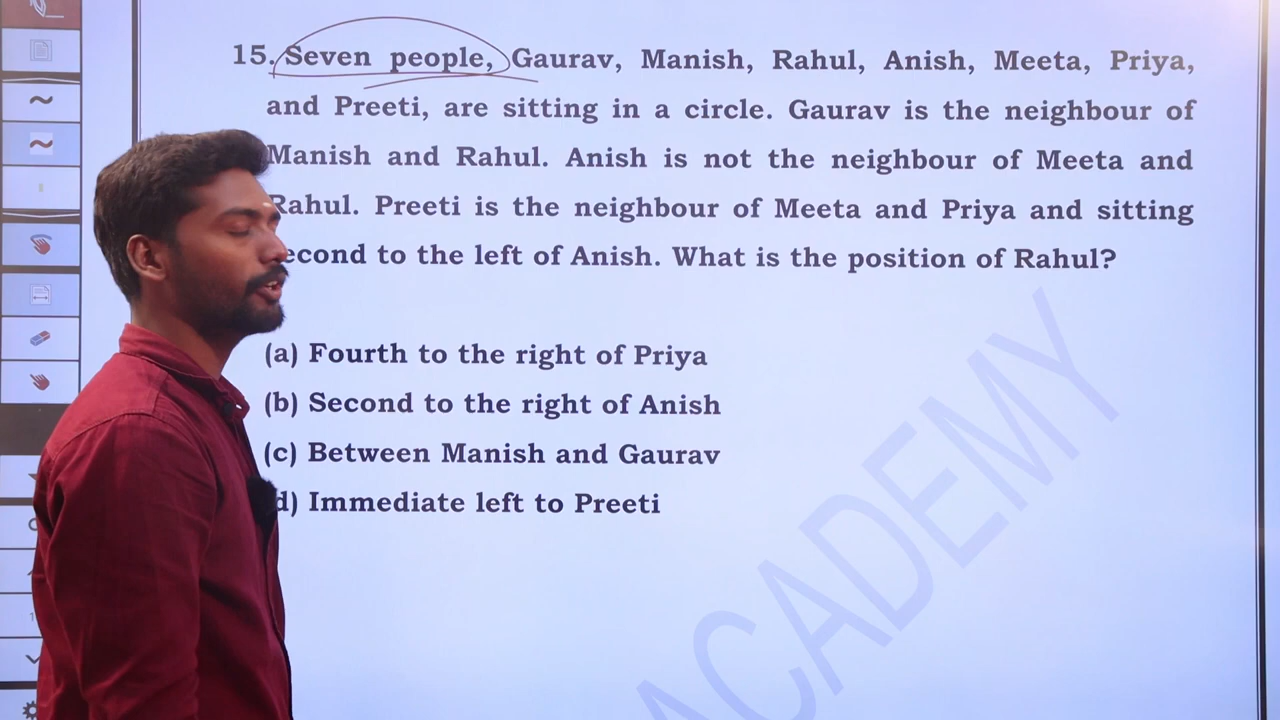 15. Seven people, Gaurav, Manish, Rahul, Anish, Meeta, Priya,
and Preeti, are sitting in a circle. Gaurav is the neighbour of
Manish and Rahul. Anish is not the neighbour of Meeta and
Rahul. Preeti is the neighbour of Meeta and Priya and sitting
second to the left of Anish. What is the position of Rahul?
(a) Fourth to the right of Priya
(b) Second to the right of Anish
(c) Between Manish and Gaurav
d) Immediate left to Preeti
ACADEMY